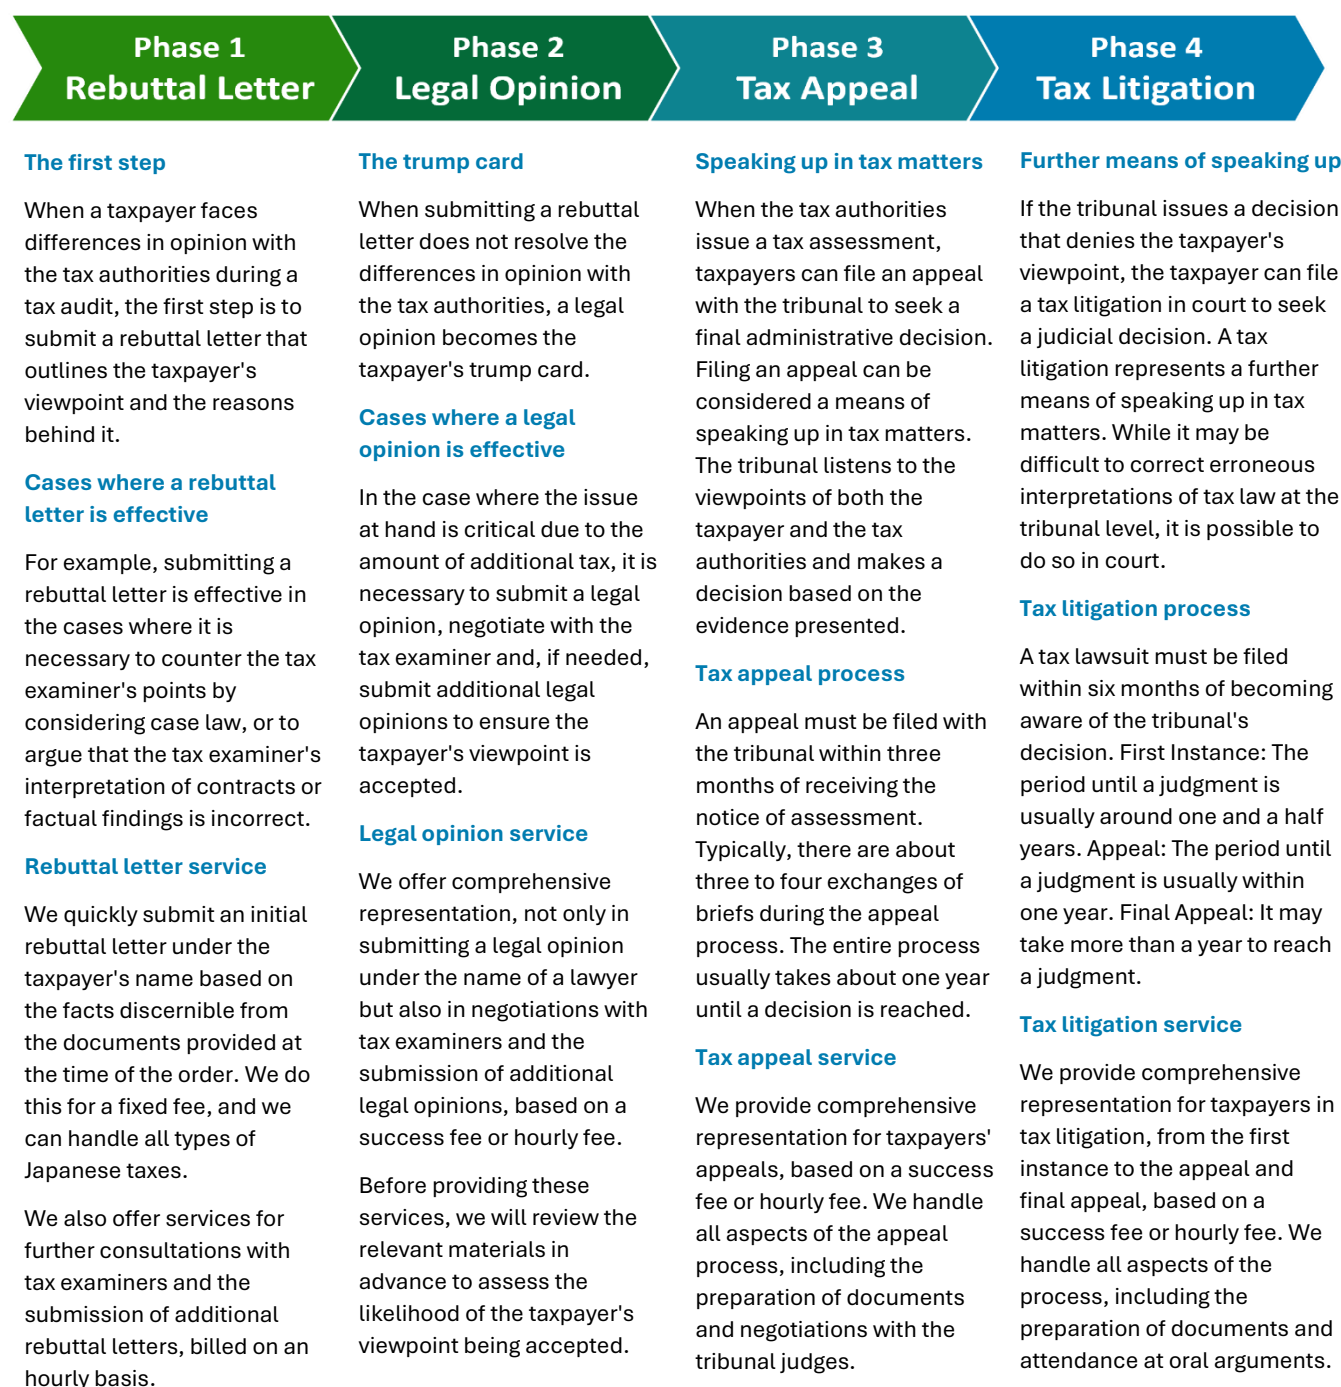 Phase 1
Rebuttal Letter
Phase 2
Legal Opinion
Phase 3
Tax Appeal
Phase 4
Tax Litigation
The first step
When a taxpayer faces
differences in opinion with
the tax authorities during a
tax audit, the first step is to
submit a rebuttal letter that
outlines the taxpayer's
viewpoint and the reasons
behind it.
Cases where a rebuttal
letter is effective
For example, submitting a
rebuttal letter is effective in
the cases where it is
necessary to counter the tax
examiner's points by
considering case law, or to
argue that the tax examiner's
interpretation of contracts or
factual findings is incorrect.
Rebuttal letter service
We quickly submit an initial
rebuttal letter under the
taxpayer's name based on
the facts discernible from
the documents provided at
the time of the order. We do
this for a fixed fee, and we
can handle all types of
Japanese taxes.
We also offer services for
further consultations with
tax examiners and the
submission of additional
rebuttal letters, billed on an
hourly basis.
The trump card
When submitting a rebuttal
letter does not resolve the
differences in opinion with
the tax authorities, a legal
opinion becomes the
taxpayer's trump card.
Cases where a legal
opinion is effective
In the case where the issue
at hand is critical due to the
amount of additional tax, it is
necessary to submit a legal
opinion, negotiate with the
tax examiner and, if needed,
submit additional legal
opinions to ensure the
taxpayer's viewpoint is
accepted.
Legal opinion service
We offer comprehensive
representation, not only in
submitting a legal opinion
under the name of a lawyer
but also in negotiations with
tax examiners and the
submission of additional
legal opinions, based on a
success fee or hourly fee.
Before providing these
services, we will review the
relevant materials in
advance to assess the
likelihood of the taxpayer's
viewpoint being accepted.
Speaking up in tax matters
When the tax authorities
issue a tax assessment,
taxpayers can file an appeal
with the tribunal to seek a
final administrative decision.
Filing an appeal can be
considered a means of
speaking up in tax matters.
The tribunal listens to the
viewpoints of both the
taxpayer and the tax
authorities and makes a
decision based on the
evidence presented.
Tax appeal process
An appeal must be filed with
the tribunal within three
months of receiving the
notice of assessment.
Typically, there are about
three to four exchanges of
briefs during the appeal
process. The entire process
usually takes about one year
until a decision is reached.
Tax appeal service
We provide comprehensive
representation for taxpayers'
appeals, based on a success
fee or hourly fee. We handle
all aspects of the appeal
process, including the
preparation of documents
and negotiations with the
tribunal judges.
Further means of speaking up
If the tribunal issues a decision
that denies the taxpayer's
viewpoint, the taxpayer can file
a tax litigation in court to seek
a judicial decision. A tax
litigation represents a further
means of speaking up in tax
matters. While it may be
difficult to correct erroneous
interpretations of tax law at the
tribunal level, it is possible to
do so in court.
Tax litigation process
A tax lawsuit must be filed
within six months of becoming
aware of the tribunal's
decision. First Instance: The
period until a judgment is
usually around one and a half
years. Appeal: The period until
a judgment is usually within
one year. Final Appeal: It may
take more than a year to reach
a judgment.
Tax litigation service
We provide comprehensive
representation for taxpayers in
tax litigation, from the first
instance to the appeal and
final appeal, based on a
success fee or hourly fee. We
handle all aspects of the
process, including the
preparation of documents and
attendance at oral arguments.